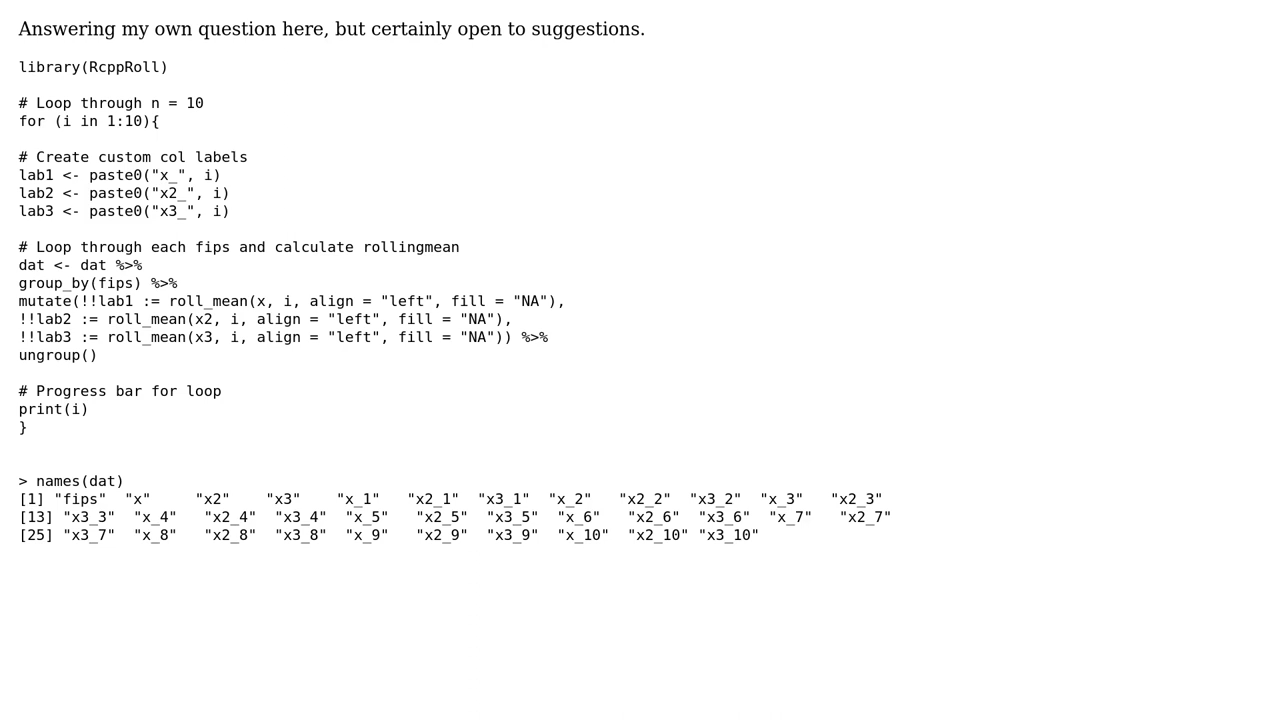 Answering my own question here, but certainly open to suggestions.
library(RcppRoll)
# Loop through n = 10
for (i in 1:10){
# Create custom col labels
lab1 <- paste0("x_", i)
lab2 <- paste0("x2_", i)
lab3 <- paste0("x3_", i)
# Loop through each fips and calculate rollingmean
dat <- dat %>%
group_by(fips) %>%
mutate(!!lab1 := roll_mean(x, i, align = "left", fill = "NA"),
!!lab2 := roll_mean(x2, i, align = "left", fill = "NA"),
!!lab3 := roll_mean(x3, i, align = "left", fill = "NA")) %>%
ungroup()
# Progress bar for loop
print(i)
}
> names(dat)
[1] "fips"  "x"     "x2"    "x3"    "x_1"   "x2_1"  "x3_1"  "x_2"   "x2_2"  "x3_2"  "x_3"   "x2_3"
[13] "x3_3"  "x_4"   "x2_4"  "x3_4"  "x_5"   "x2_5"  "x3_5"  "x_6"   "x2_6"  "x3_6"  "x_7"   "x2_7"
[25] "x3_7"  "x_8"   "x2_8"  "x3_8"  "x_9"   "x2_9"  "x3_9"  "x_10"  "x2_10" "x3_10"